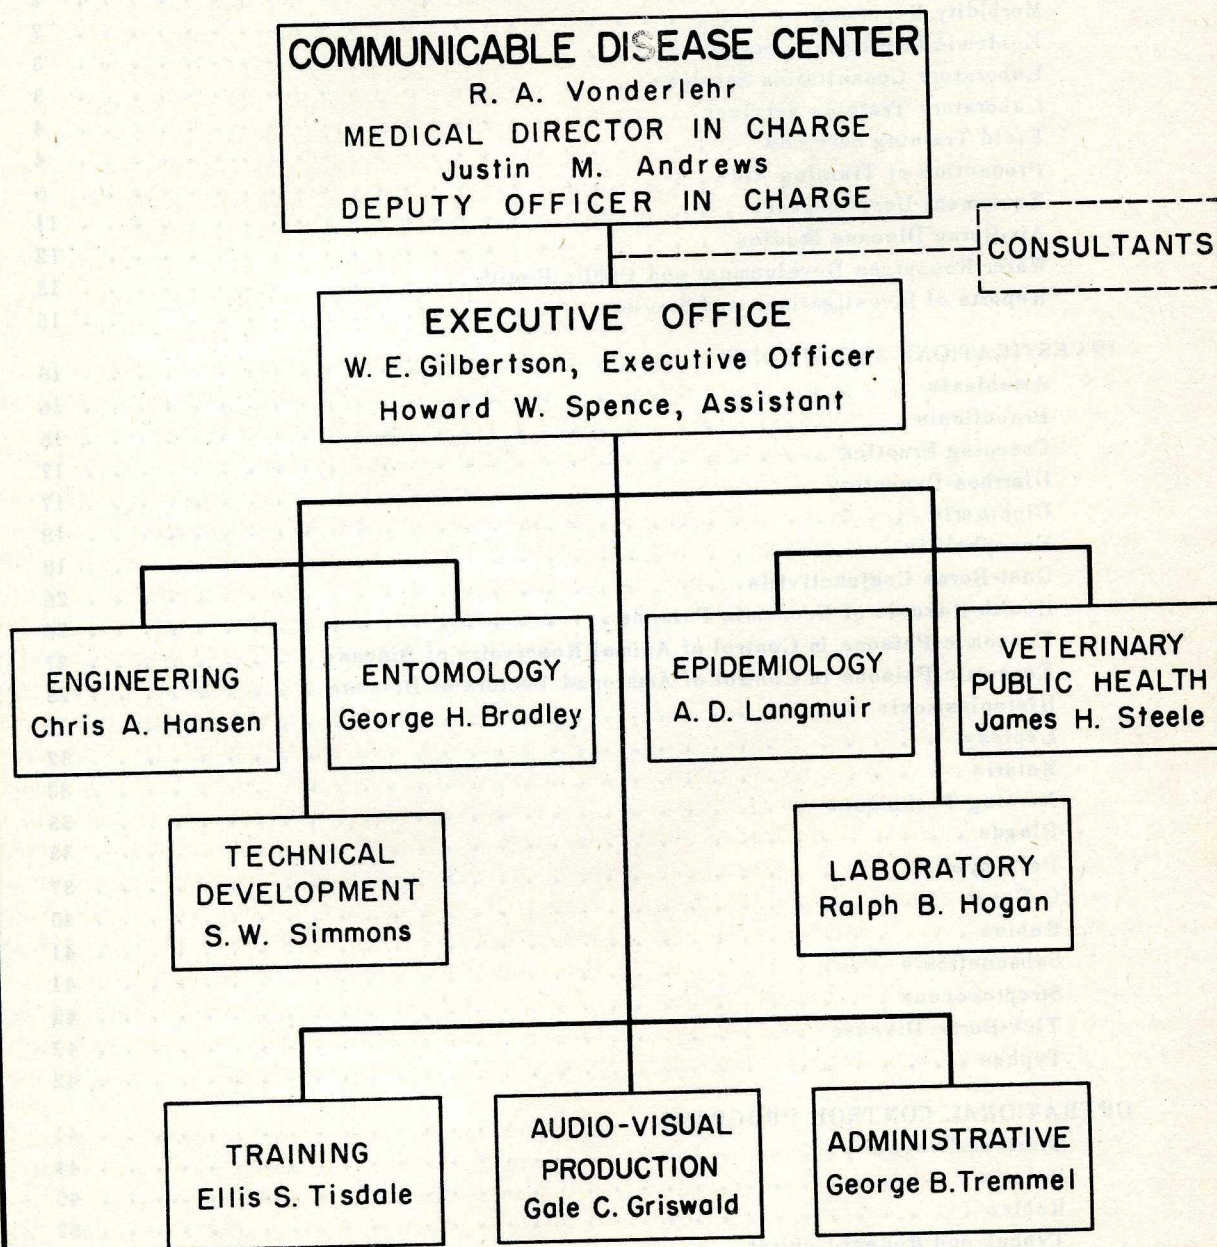 COMMUNICABLE DISEASE CENTER
R. A. Vonderlehr
MEDICAL DIRECTOR IN CHARGE
Justin M. Andrews
DEPUTY OFFICER IN CHARGE
CONSULTANTS
EXECUTIVE OFFICE
W. E. Gilbertson, Executive Officer
Howard W. Spence, Assistant
ENGINEERING
Chris A. Hansen
ENTOMOLOGY
George H. Bradley
EPIDEMIOLOGY
A. D. Langmuir
VETERINARY
PUBLIC HEALTH
James H. Steele
TECHNICAL
DEVELOPMENT
S. W. Simmons
LABORATORY
Ralph B. Hogan
TRAINING
Ellis S. Tisdale
AUDIO-VISUAL
PRODUCTION
Gale C. Griswald
ADMINISTRATIVE
George B. Tremmel